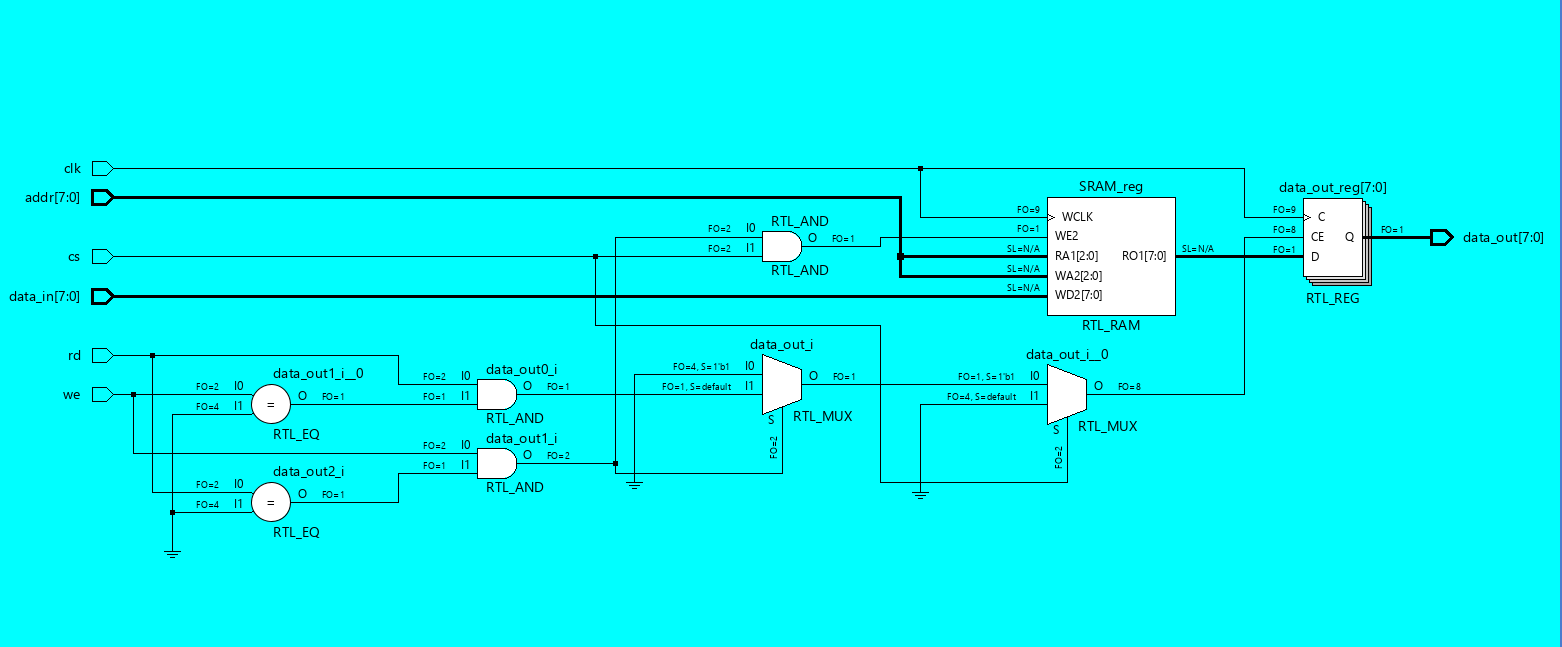 clk
addr[7:0]
cs
data_in[7:0]
rd
we
data_out1_i__0
FO=2 I0
FO=4 I1
=
O FO=1
RTL_EQ
data_out2_i
FO=2 I0
FO=4 I1
=
O FO=1
RTL_EQ
data_out0_i
FO=2 I0
FO=1 I1
O FO=1
RTL_AND
data_out1_i
FO=2 I0
FO=1 I1
O FO=2
RTL_AND
RTL_AND
FO=2 I0
FO=2 I1
O FO=1
RTL_AND
data_out_i
FO=4, S=1'b1 I0
FO=1, S=default I1
O FO=1
S
FO=2
RTL_MUX
data_out_i__0
FO=1, S=1'b1 I0
FO=4, S=default I1
O FO=8
S
FO=2
RTL_MUX
SRAM_reg
FO=9 WCLK
FO=1 WE2
SL=N/A RA1[2:0] RO1[7:0] SL=N/A
SL=N/A WA2[2:0]
SL=N/A WD2[7:0]
RTL_RAM
data_out_reg[7:0]
FO=9 C
FO=8 CE Q FO=1
FO=1 D
RTL_REG
data_out[7:0]